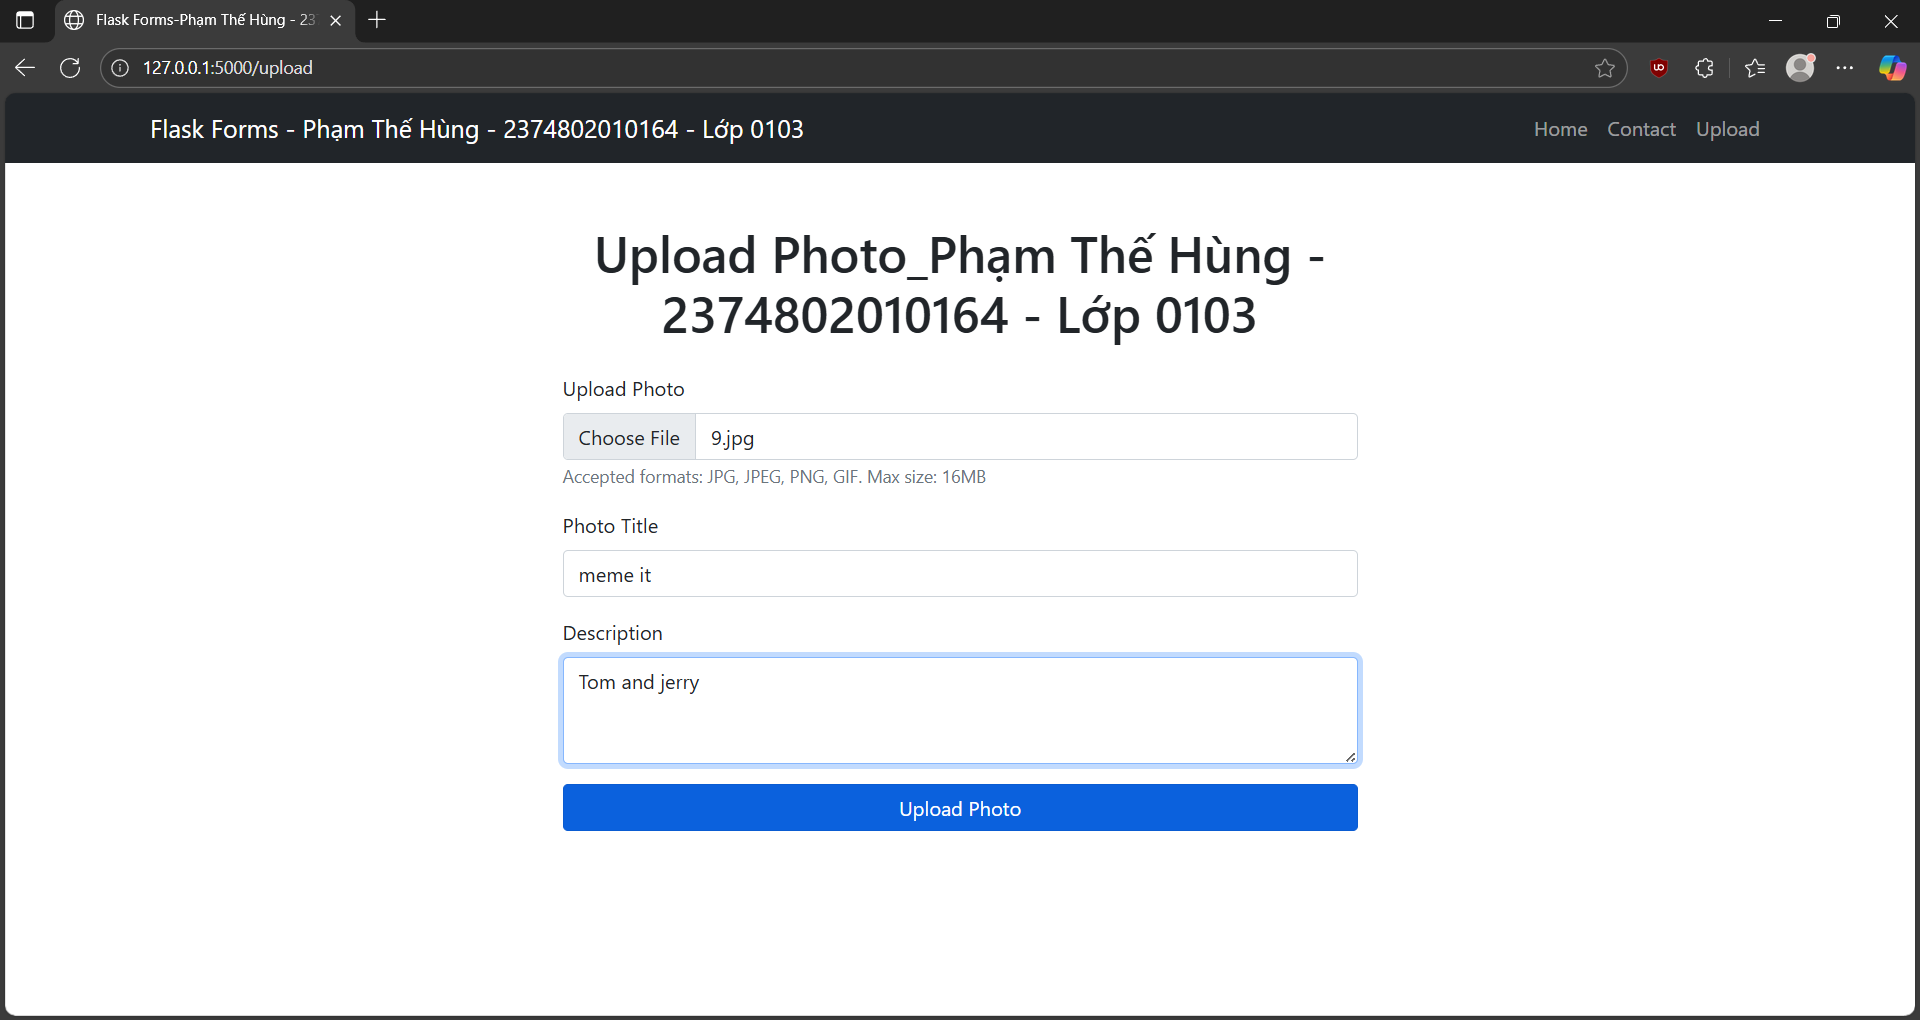 Flask Forms-Phạm Thế Hùng - 23
127.0.0.1:5000/upload
Flask Forms - Phạm Thế Hùng - 2374802010164 - Lớp 0103
Home Contact Upload
Upload Photo_Phạm Thế Hùng -
2374802010164 - Lớp 0103
Upload Photo
Choose File 9.jpg
Accepted formats: JPG, JPEG, PNG, GIF. Max size: 16MB
Photo Title
meme it
Description
Tom and jerry
Upload Photo